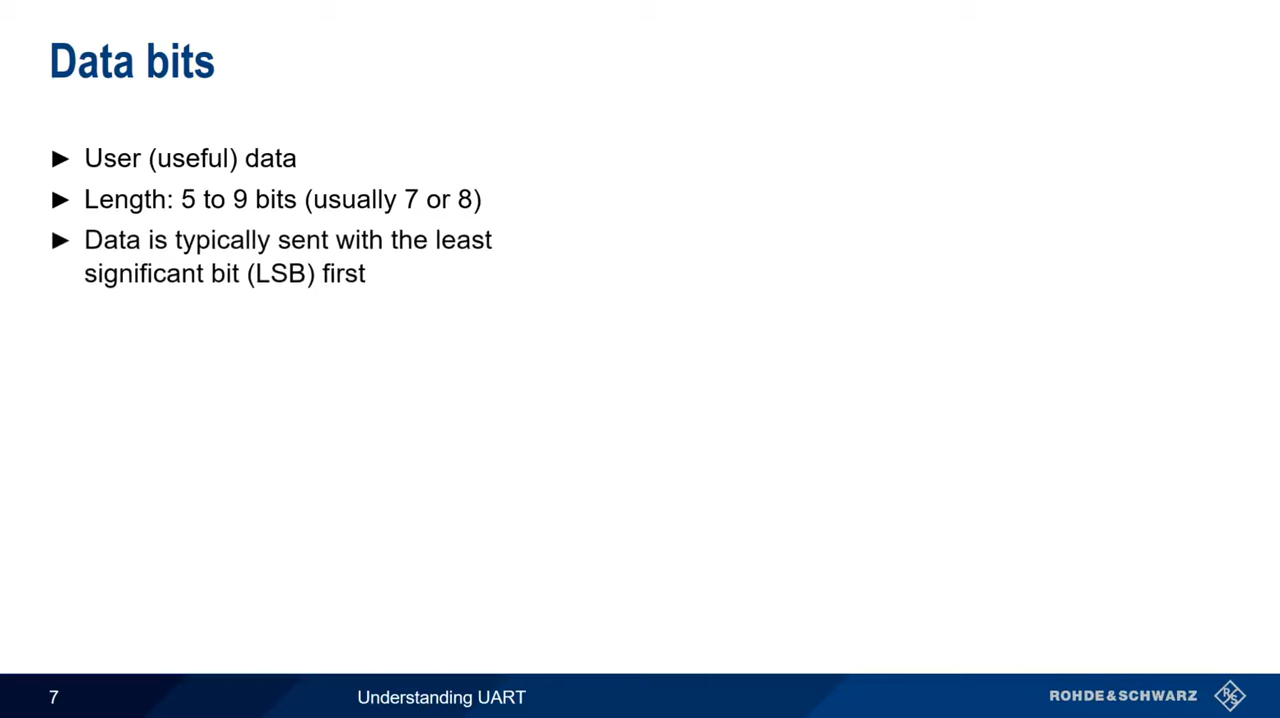 Data bits
► User (useful) data
► Length: 5 to 9 bits (usually 7 or 8)
► Data is typically sent with the least
significant bit (LSB) first
7
Understanding UART
ROHDE&SCHWARZ
R&S